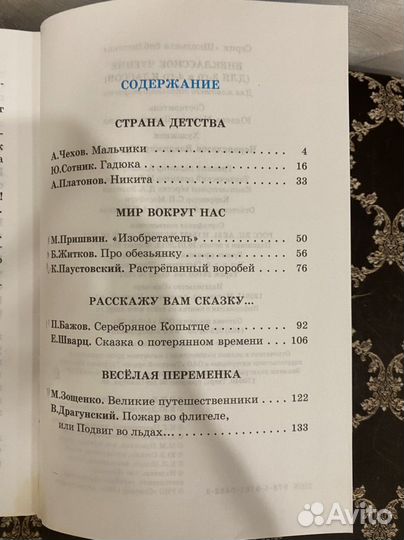 СОДЕРЖАНИЕ
СТРАНА ДЕТСТВА
А.Чехов. Мальчики 4
Ю.Сотник. Гадюка 16
А.Платонов. Никита 33
МИР ВОКРУГ НАС
М.Пришвин. «Изобретатель» 50
Б.Житков. Про обезьянку 56
К.Паустовский. Растрёпанный воробей 76
РАССКАЖУ ВАМ СКАЗКУ...
П.Бажов. Серебряное Копытце 92
Е.Шварц. Сказка о потерянном времени 106
ВЕСЁЛАЯ ПЕРЕМЕНКА
М.Зощенко. Великие путешественники 122
В.Драгунский. Пожар во флигеле,
или Подвиг во льдах... 133
Avito